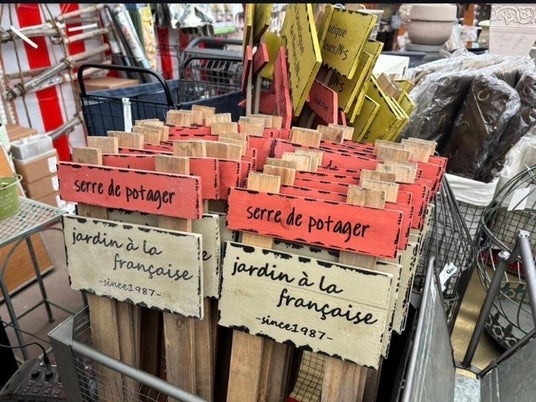 serre de potager
jardin à la
française
-since1987-
serre de potager
jardin à la
française
-since1987-